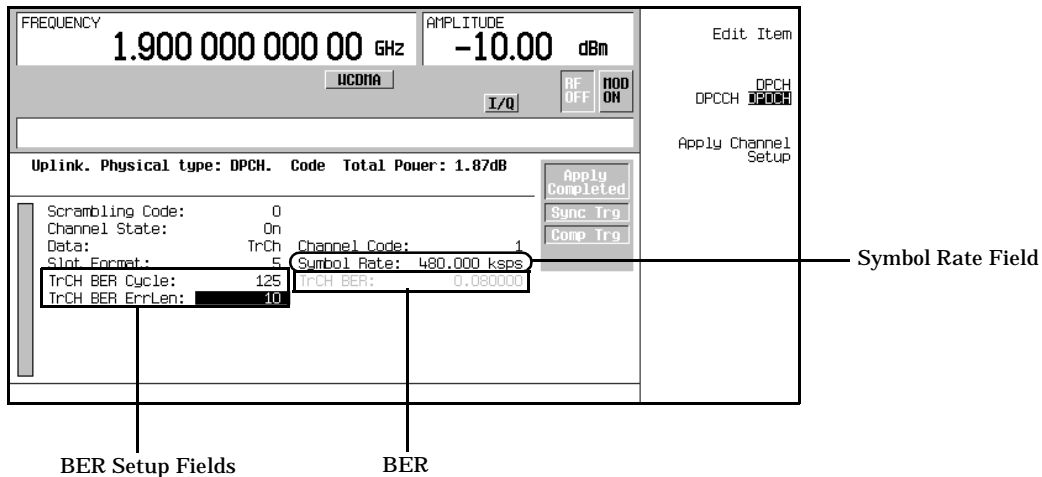 FREQUENCY
1.900 000 000 00 GHz
AMPLITUDE
-10.00 dBm
WCDMA
I/Q
RF OFF
MOD ON
Uplink. Physical type: DPCH. Code Total Power: 1.87dB
Apply Completed
Sync Trg
Comp Trg
Scrambling Code: 0
Channel State: On
Data: TrCh Channel Code: 1
Slot Format: 5 Symbol Rate: 480.000 ksps
TrCH BER Cycle: 125 TrCH BER: 0.080000
TrCH BER ErrLen: 10
Edit Item
DPCH
DPCCH DPDCH
Apply Channel
Setup
Symbol Rate Field
BER Setup Fields
BER